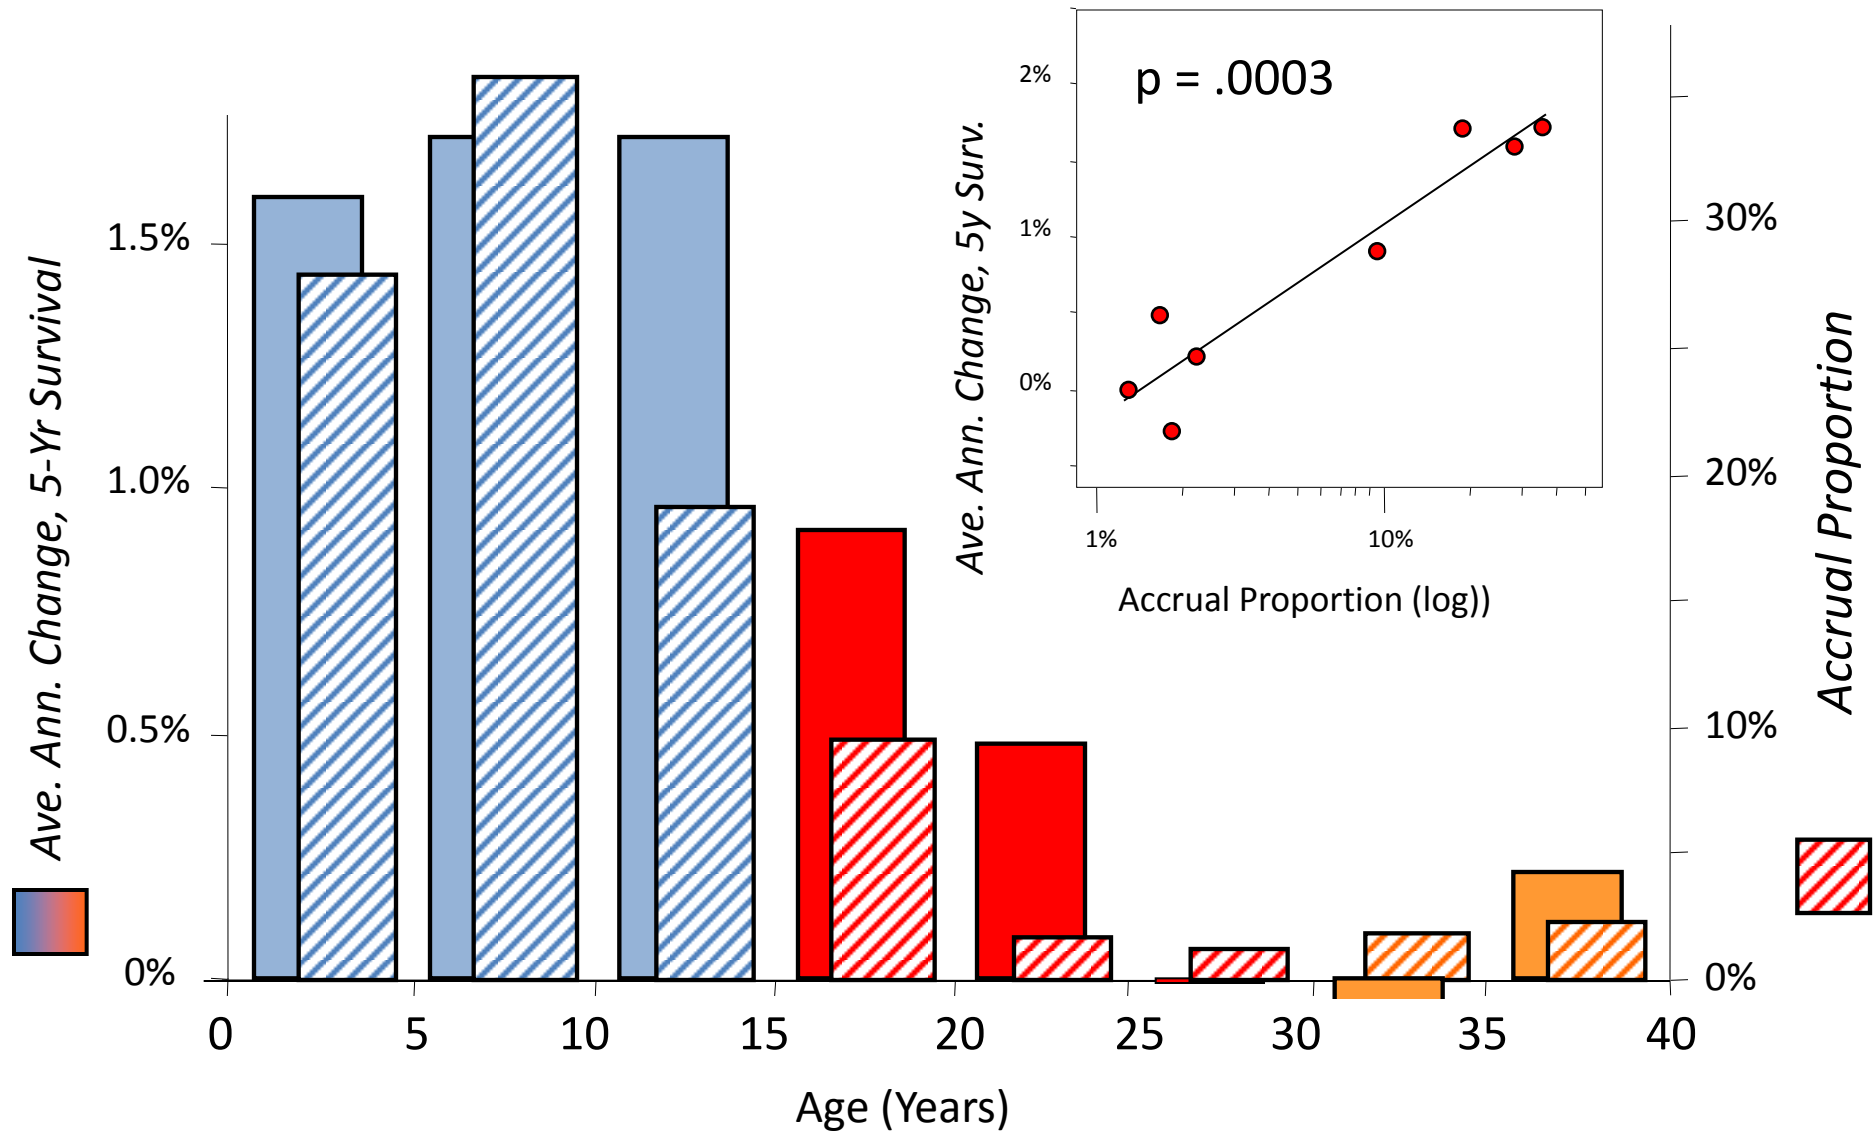 Ave. Ann. Change, 5-Yr Survival
1.5%
1.0%
0.5%
0%
0 5 10 15 20 25 30 35 40
Age (Years)
p = .0003
Ave. Ann. Change, 5y Surv.
2%
1%
0%
1% 10%
Accrual Proportion (log))
30%
20%
10%
0%
Accrual Proportion